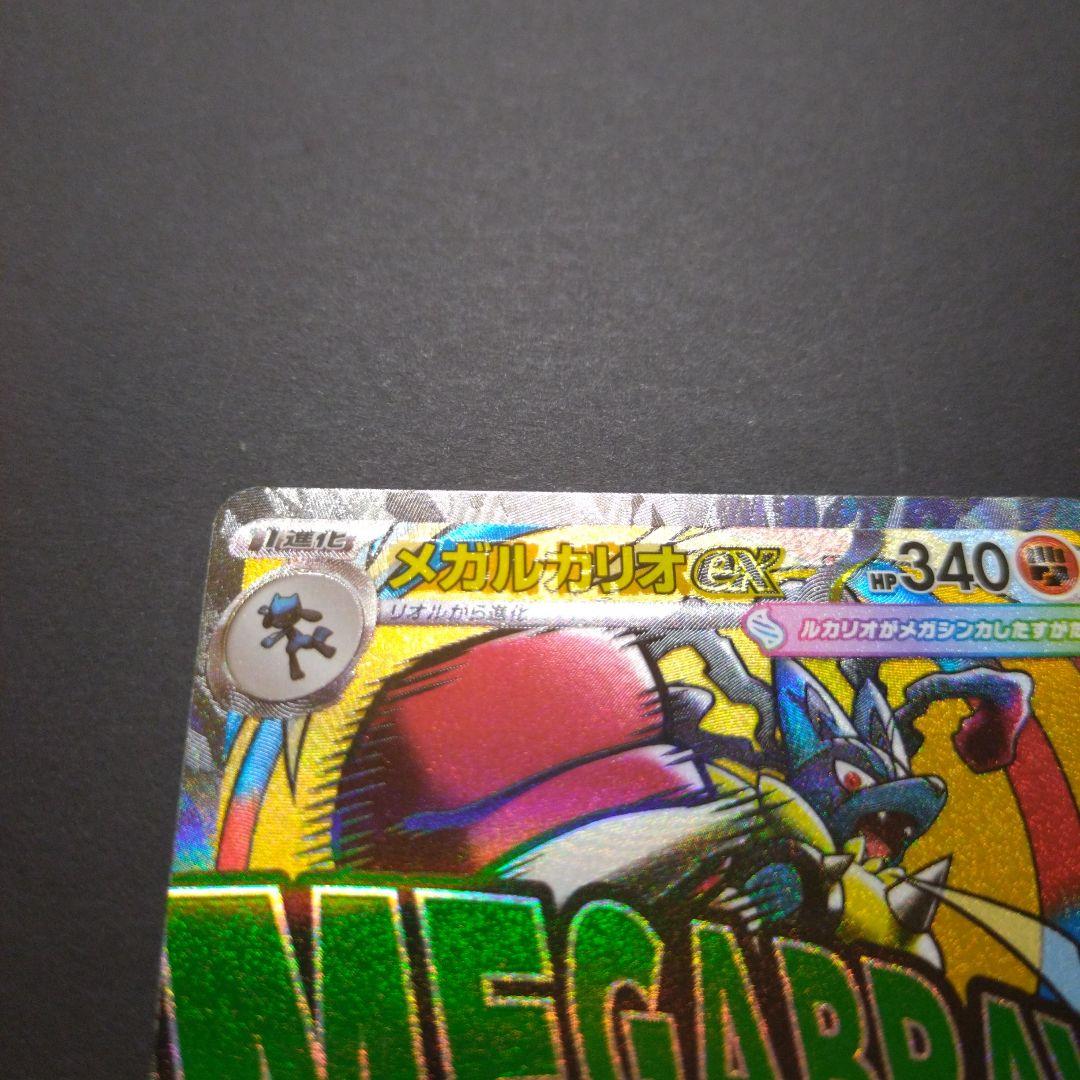 1進化
メガルカリオex
HP340
リオルから進化
ルカリオがメガシンカしたすがた
MEGABRA